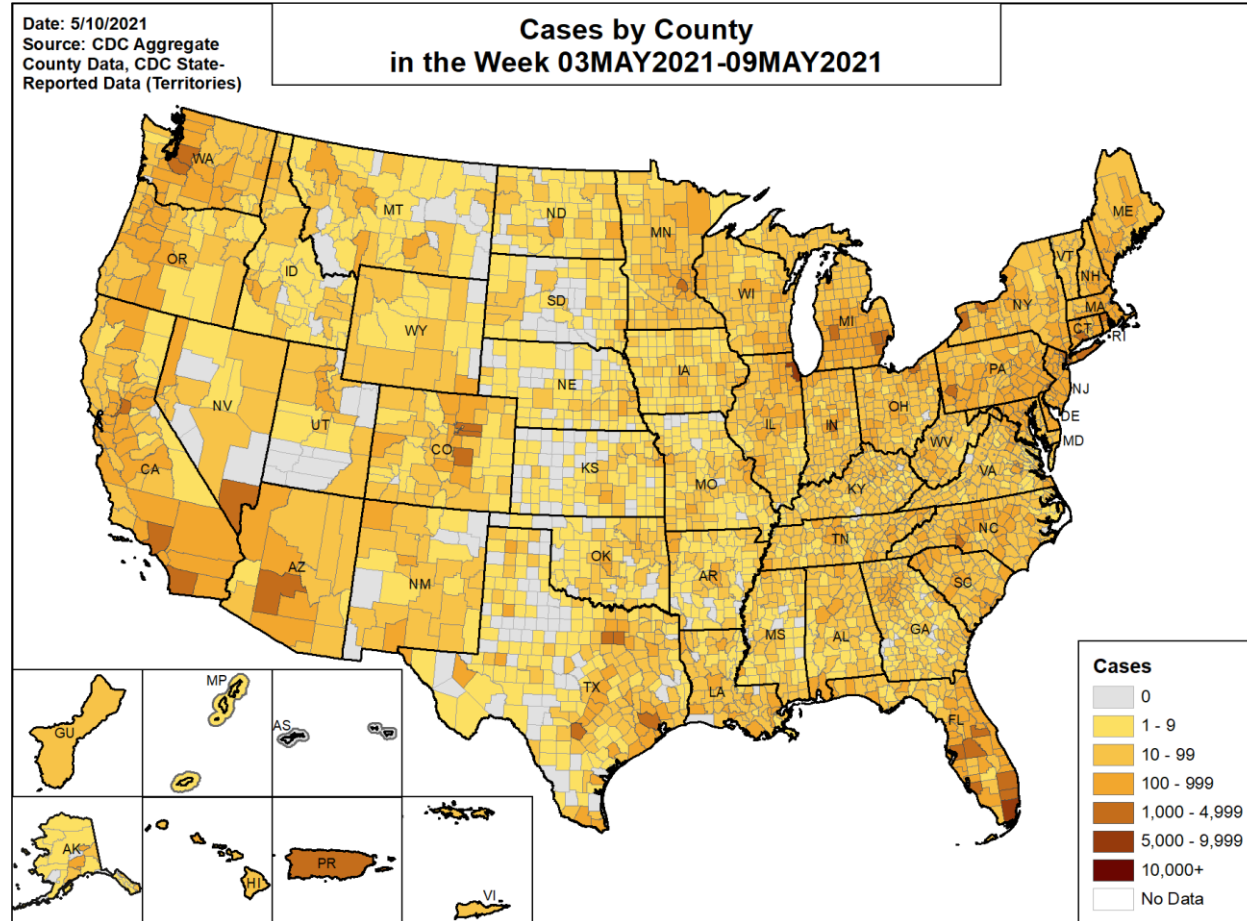 Date: 5/10/2021
Source: CDC Aggregate
County Data, CDC State-
Reported Data (Territories)
Cases by County
in the Week 03MAY2021-09MAY2021
WA
MT
ND
MN
ME
OR
ID
SD
WI
VT
NH
WY
MI
NY
MA
CT
RI
NV
UT
NE
IA
PA
NJ
CA
CO
KS
IL
IN
OH
DE
MD
WV
MO
KY
VA
AZ
NM
OK
AR
TN
NC
SC
TX
LA
MS
AL
GA
FL
GU
MP
AS
AK
HI
PR
VI
Cases
0
1 - 9
10 - 99
100 - 999
1,000 - 4,999
5,000 - 9,999
10,000+
No Data